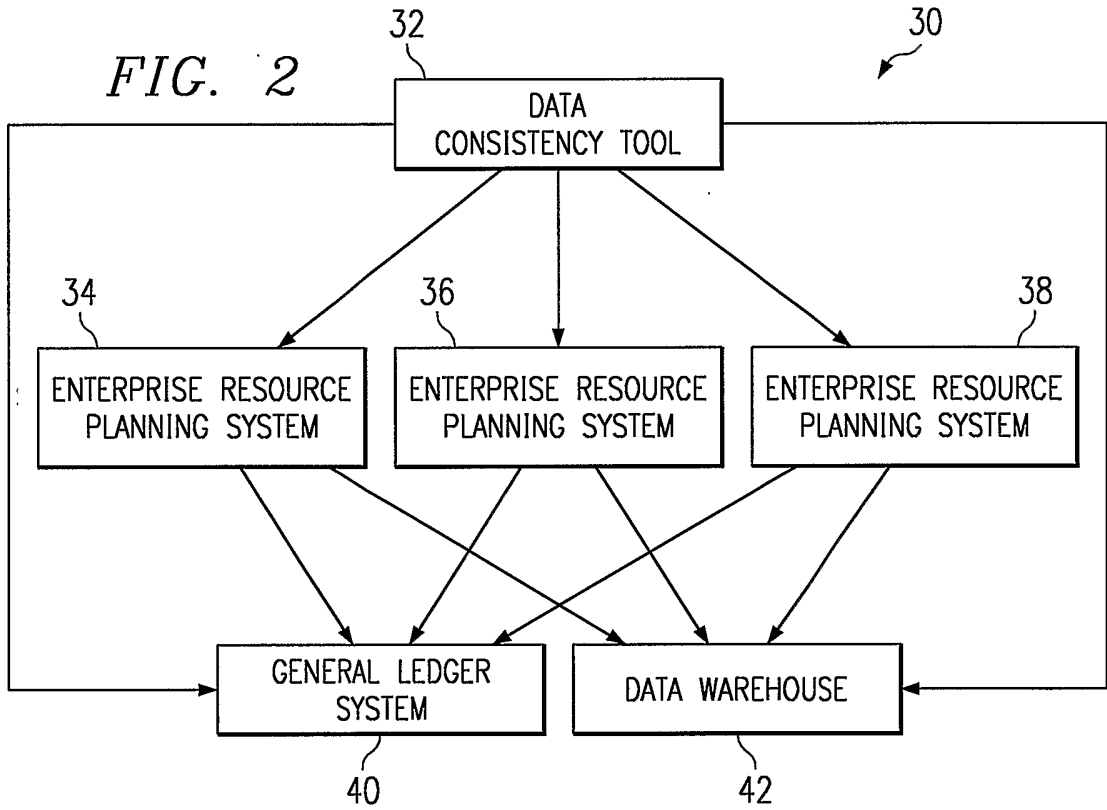 FIG. 2
32
30
DATA
CONSISTENCY TOOL
34
36
38
ENTERPRISE RESOURCE
PLANNING SYSTEM
ENTERPRISE RESOURCE
PLANNING SYSTEM
ENTERPRISE RESOURCE
PLANNING SYSTEM
GENERAL LEDGER
SYSTEM
DATA WAREHOUSE
40
42